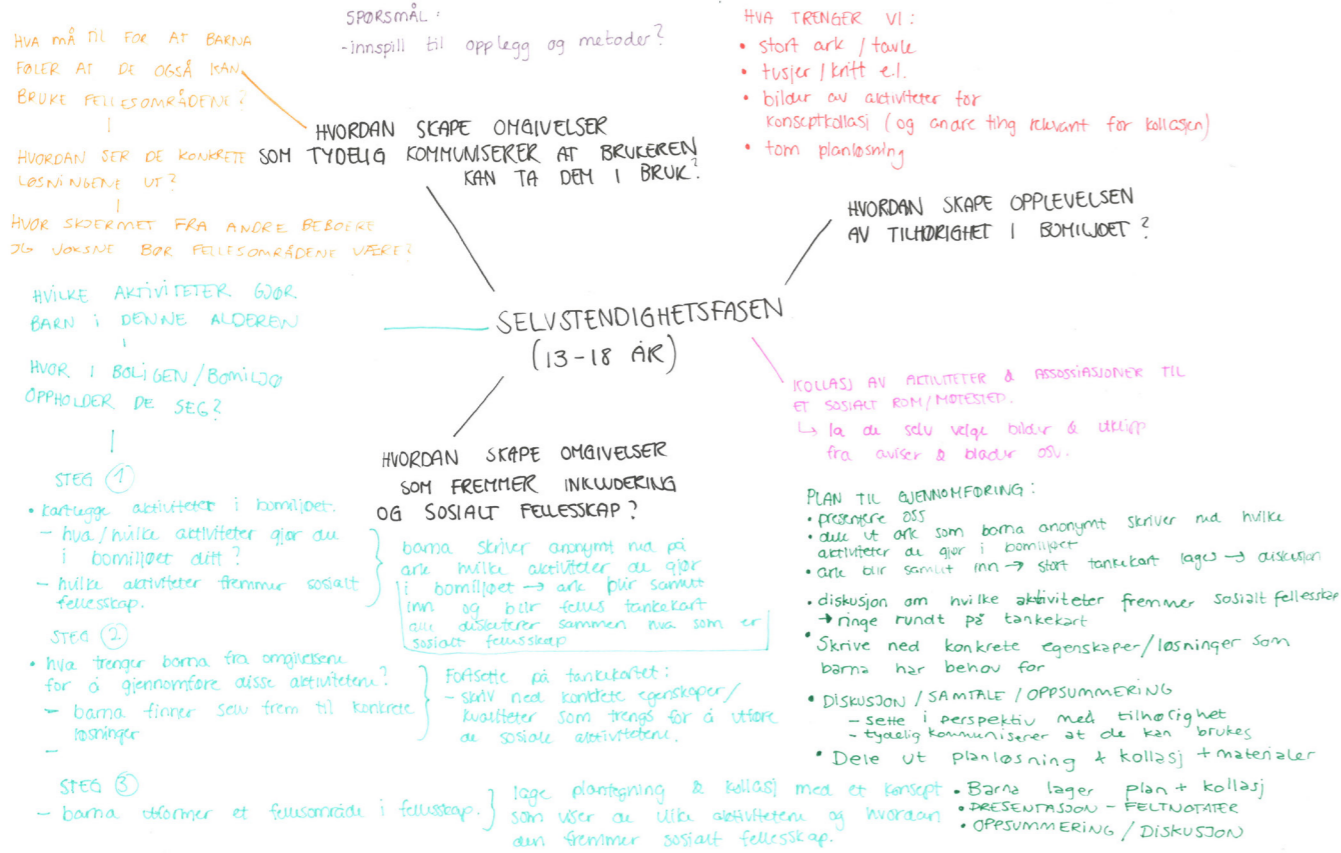 SPØRSMÅL:
-innspill til opplegg og metoder?
HVA TRENGER VI:
• stort ark / tavle
• tusjer / kritt e.l.
• bilder av aktiviteter for
konseptkollasj (og andre ting relevant for kollasjen)
• tom planløsning
HVA MÅ TIL FOR AT BARNA
FØLER AT DE OGSÅ KAN
BRUKE FELLESOMRÅDENE?
HVORDAN SER DE KONKRETE
LØSNINGENE UT?
HVOR SKJERMET FRA ANDRE BEBOERE
OG VOKSNE BØR FELLESOMRÅDENE VÆRE?
HVORDAN SKAPE OMGIVELSER
SOM TYDELIG KOMMUNISERER AT BRUKEREN
KAN TA DEM I BRUK?
HVORDAN SKAPE OPPLEVELSEN
AV TILHØRIGHET I BOMILJØET?
HVILKE AKTIVITETER GJØR
BARN I DENNE ALDEREN
HVOR I BOLIGEN/BOMILJØ
OPPHOLDER DE SEG?
SELVSTENDIGHETSFASEN
(13-18 ÅR)
KOLLASJ AV AKTIVITETER & ASSOSSIASJONER TIL
ET SOSIALT ROM/MØTESTED.
↳ la de selv velge bilder & utklipp
fra aviser & blader osv.
HVORDAN SKAPE OMGIVELSER
SOM FREMMER INKLUDERING
OG SOSIALT FELLESSKAP?
STEG 1
• kartlegge aktiviteter i bomiljøet.
- hva/hvilke aktiviteter gjør du
i bomiljøet ditt?
- hvilke aktiviteter fremmer sosialt
fellesskap.
barna skriver anonymt ned på
ark hvilke aktiviteter de gjør
i bomiljøet → ark blir samlet
inn og blir felles tankekart
alle diskuterer sammen hva som er
sosialt fellesskap
STEG 2
• hva trenger barna fra omgivelsene
for å gjennomføre disse aktivitetene?
- barna finner selv frem til konkrete
løsninger
-
Fortsette på tankekartet:
- skriv ned konkrete egenskaper/
kvaliteter som trengs for å utføre
de sosiale aktivitetene.
STEG 3
- barna utformer et fellesområde i fellesskap.
lage plantegning & kollasj med et konsept
som viser de ulike aktivitetene og hvordan
den fremmer sosialt fellesskap.
PLAN TIL GJENNOMFØRING:
• presentere oss
• dele ut ark som barna anonymt skriver ned hvilke
aktiviteter de gjør i bomiljøet
• ark blir samlet inn → stort tankekart lages → diskusjon
• diskusjon om hvilke aktiviteter fremmer sosialt fellesskap
→ ringe rundt på tankekart
• Skrive ned konkrete egenskaper/løsninger som
barna har behov for
• DISKUSJON / SAMTALE / OPPSUMMERING
- sette i perspektiv med tilhørighet
- tydelig kommuniserer at de kan brukes
• Dele ut planløsning + kollasj + materialer
• Barna lager plan + kollasj
• PRESENTASJON - FELTNOTATER
• OPPSUMMERING / DISKUSJON